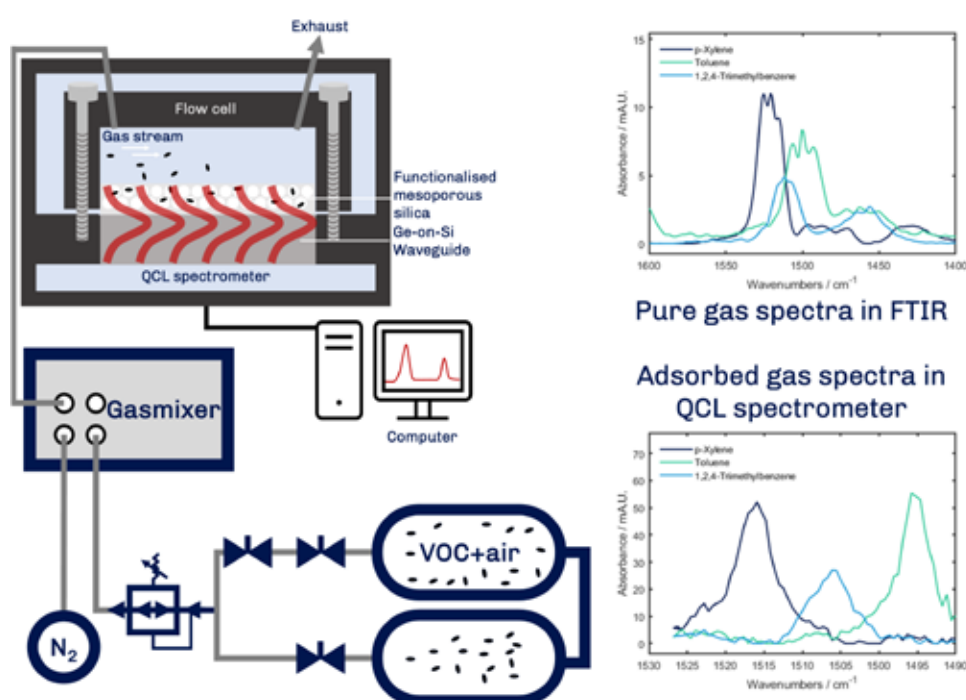 Exhaust
Flow cell
Gas stream
Functionalised
mesoporous
silica
Ge-on-Si
Waveguide
QCL spectrometer
Gasmixer
Computer
VOC+air
N2
15
10
5
0
Absorbance / mA.U.
p-Xylene
Toluene
1,2,4-Trimethylbenzene
1600 1550 1500 1450 1400
Wavenumbers / cm-1
Pure gas spectra in FTIR
Adsorbed gas spectra in
QCL spectrometer
70
60
50
40
30
20
10
0
Absorbance / mA.U.
p-Xylene
Toluene
1,2,4-Trimethylbenzene
1530 1525 1520 1515 1510 1505 1500 1495 1490
Wavenumbers / cm-1